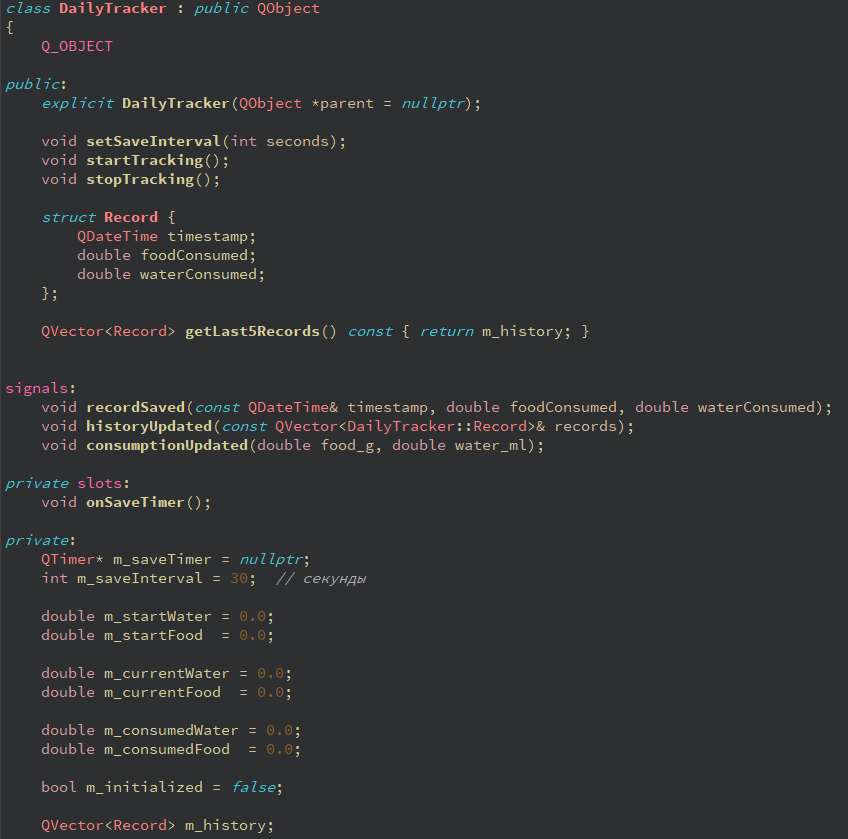 class DailyTracker : public QObject
{
    Q_OBJECT

public:
    explicit DailyTracker(QObject *parent = nullptr);

    void setSaveInterval(int seconds);
    void startTracking();
    void stopTracking();

    struct Record {
        QDateTime timestamp;
        double foodConsumed;
        double waterConsumed;
    };

    QVector<Record> getLast5Records() const { return m_history; }


signals:
    void recordSaved(const QDateTime& timestamp, double foodConsumed, double waterConsumed);
    void historyUpdated(const QVector<DailyTracker::Record>& records);
    void consumptionUpdated(double food_g, double water_ml);

private slots:
    void onSaveTimer();

private:
    QTimer* m_saveTimer = nullptr;
    int m_saveInterval = 30;  // секунды

    double m_startWater = 0.0;
    double m_startFood  = 0.0;

    double m_currentWater = 0.0;
    double m_currentFood  = 0.0;

    double m_consumedWater = 0.0;
    double m_consumedFood  = 0.0;

    bool m_initialized = false;

    QVector<Record> m_history;